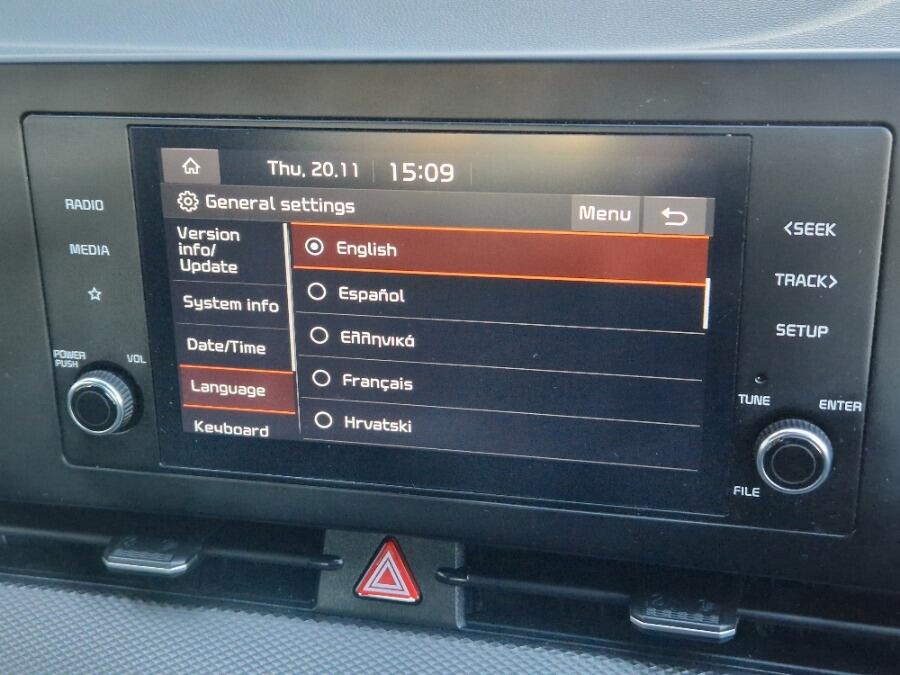 Thu, 20.11 15:09
General settings
Menu
Version
info/
Update
System info
Date/Time
Language
Keyboard
English
Español
Ελληνικά
Français
Hrvatski
RADIO
MEDIA
POWER
PUSH
VOL
<SEEK
TRACK>
SETUP
TUNE
ENTER
FILE